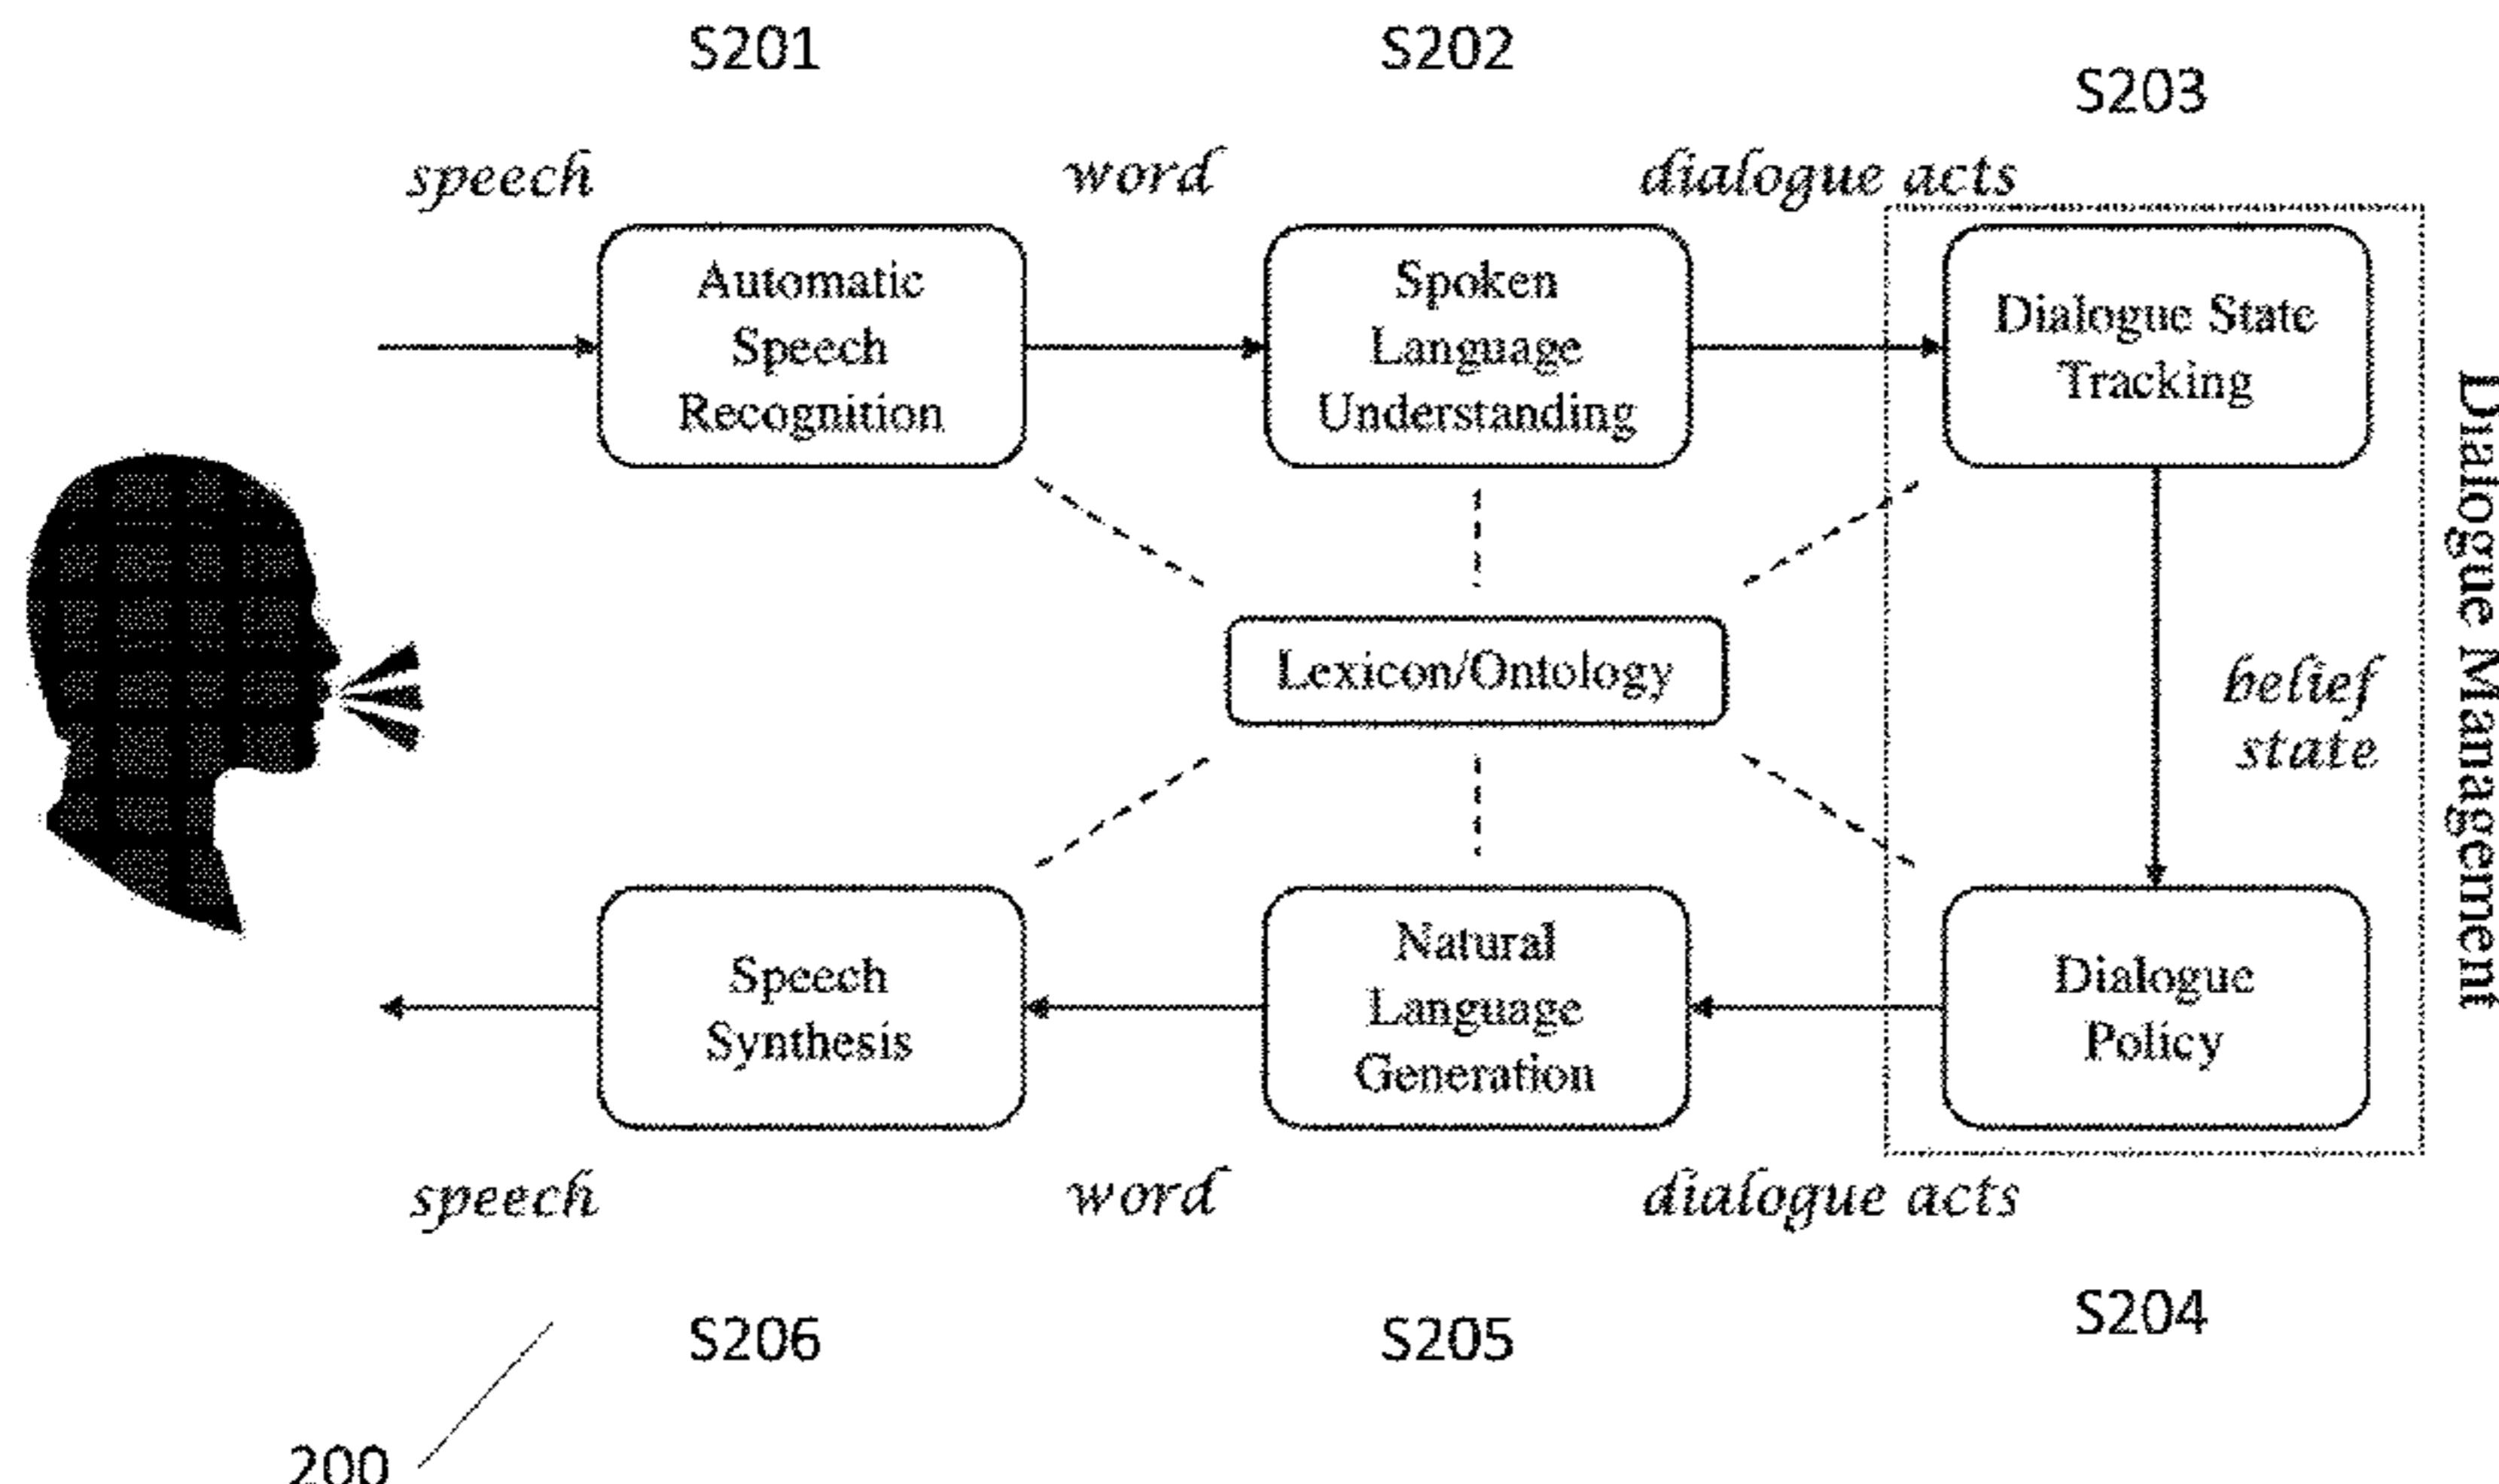 S201
S202
S203
speech
word
dialogue acts
Automatic
Speech
Recognition
Spoken
Language
Understanding
Dialogue State
Tracking
Dialogue Management
Lexicon/Ontology
belief
state
Speech
Synthesis
Natural
Language
Generation
Dialogue
Policy
speech
word
dialogue acts
S206
S205
S204
200